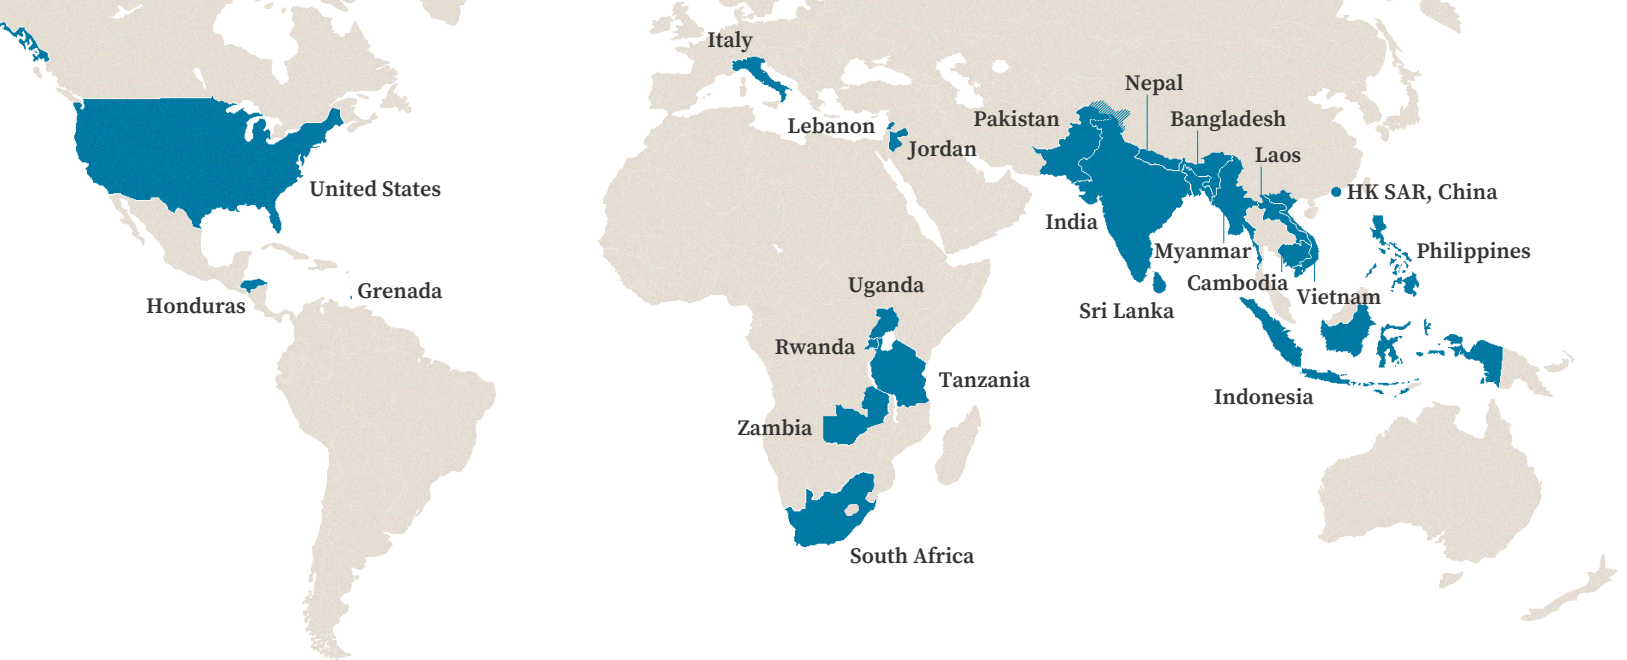 Italy
Nepal
Pakistan
Bangladesh
Lebanon
Jordan
Laos
United States
HK SAR, China
India
Myanmar
Philippines
Cambodia
Uganda
Grenada
Vietnam
Honduras
Sri Lanka
Rwanda
Tanzania
Indonesia
Zambia
South Africa